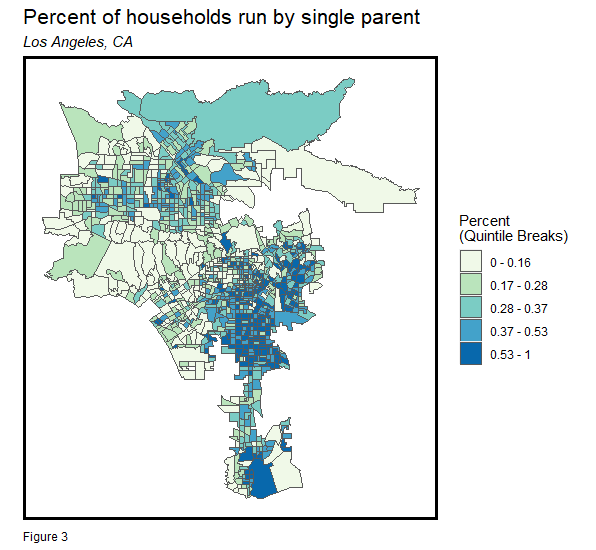 Percent of households run by single parent
Los Angeles, CA
Percent
(Quintile Breaks)
0 - 0.16
0.17 - 0.28
0.28 - 0.37
0.37 - 0.53
0.53 - 1
Figure 3